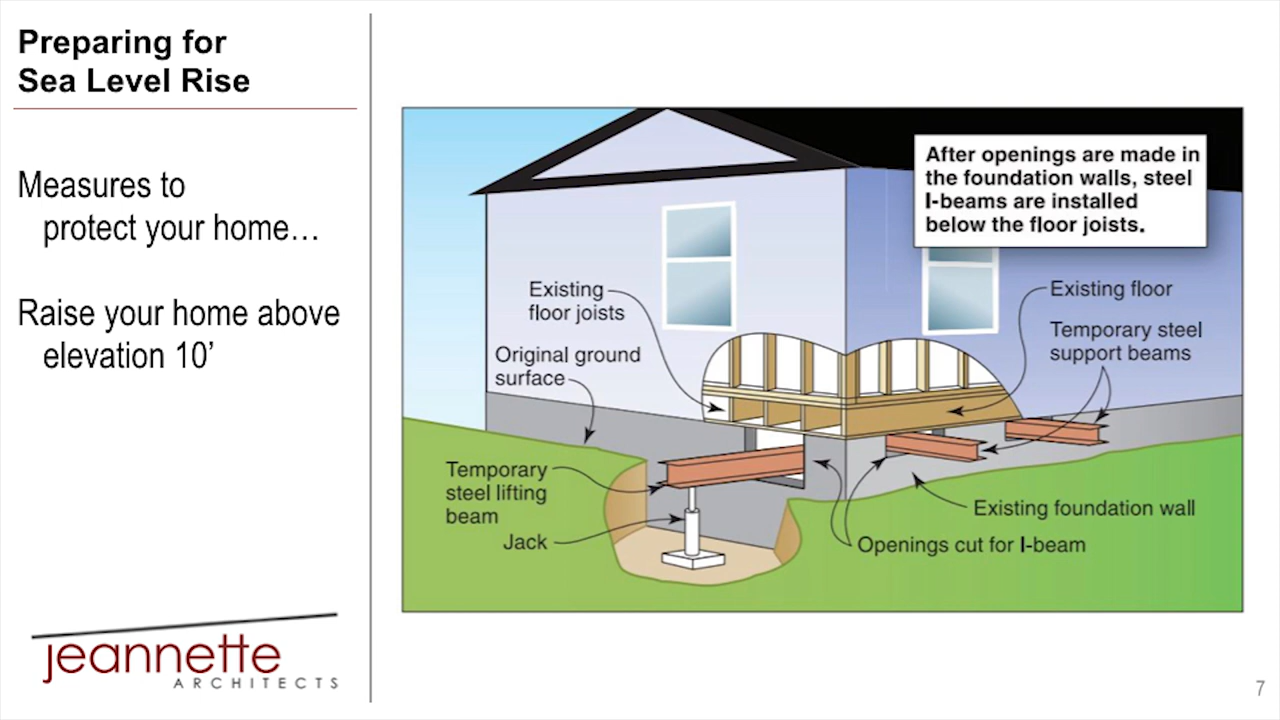 Preparing for
Sea Level Rise
Measures to
protect your home…
Raise your home above
elevation 10’
jeannette
ARCHITECTS
After openings are made in
the foundation walls, steel
I-beams are installed
below the floor joists.
Existing
floor joists
Original ground
surface
Existing floor
Temporary steel
support beams
Temporary
steel lifting
beam
Jack
Existing foundation wall
Openings cut for I-beam
7